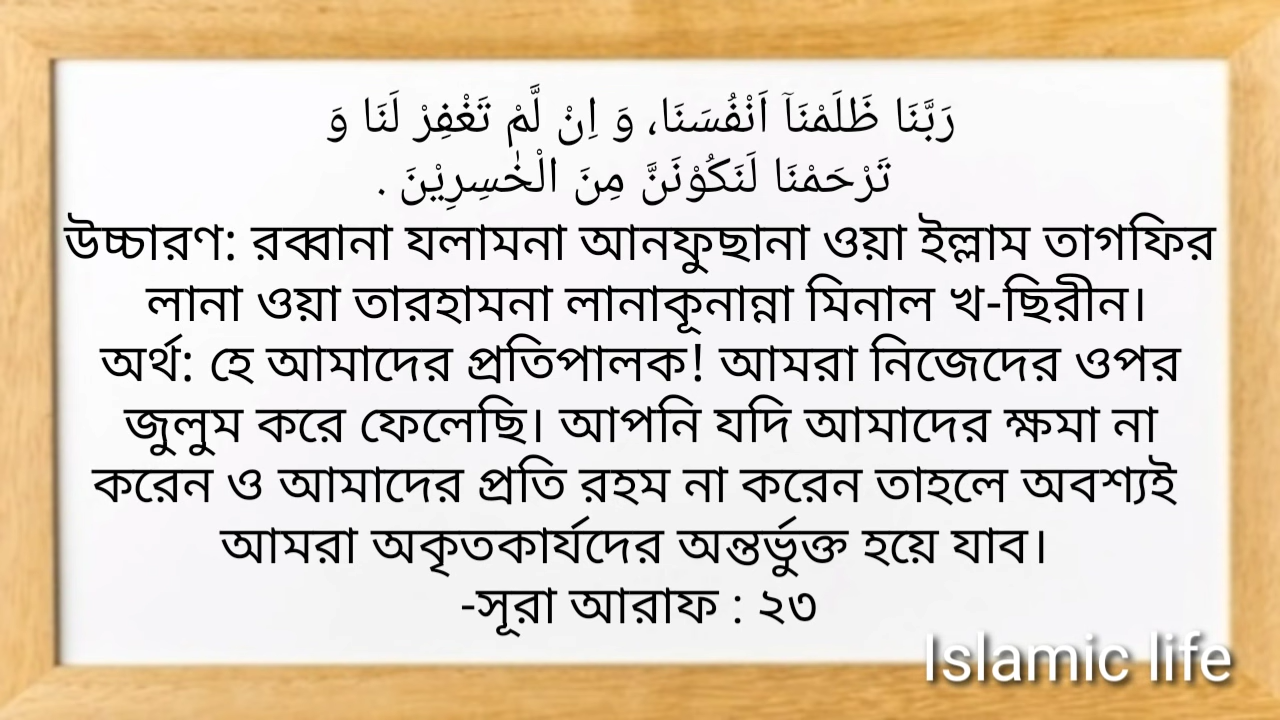 رَبَّنَا ظَلَمْنَآ اَنْفُسَنَا، وَ اِنْ لَّمْ تَغْفِرْ لَنَا وَ
تَرْحَمْنَا لَنَكُوْنَنَّ مِنَ الْخٰسِرِيْنَ .
উচ্চারণ: রব্বানা যলামনা আনফুছানা ওয়া ইল্লাম তাগফির
লানা ওয়া তারহামনা লানাকূনান্না মিনাল খ-ছিরীন।
অর্থ: হে আমাদের প্রতিপালক! আমরা নিজেদের ওপর
জুলুম করে ফেলেছি। আপনি যদি আমাদের ক্ষমা না
করেন ও আমাদের প্রতি রহম না করেন তাহলে অবশ্যই
আমরা অকৃতকার্যদের অন্তর্ভুক্ত হয়ে যাব।
-সূরা আরাফ : ২৩
Islamic life